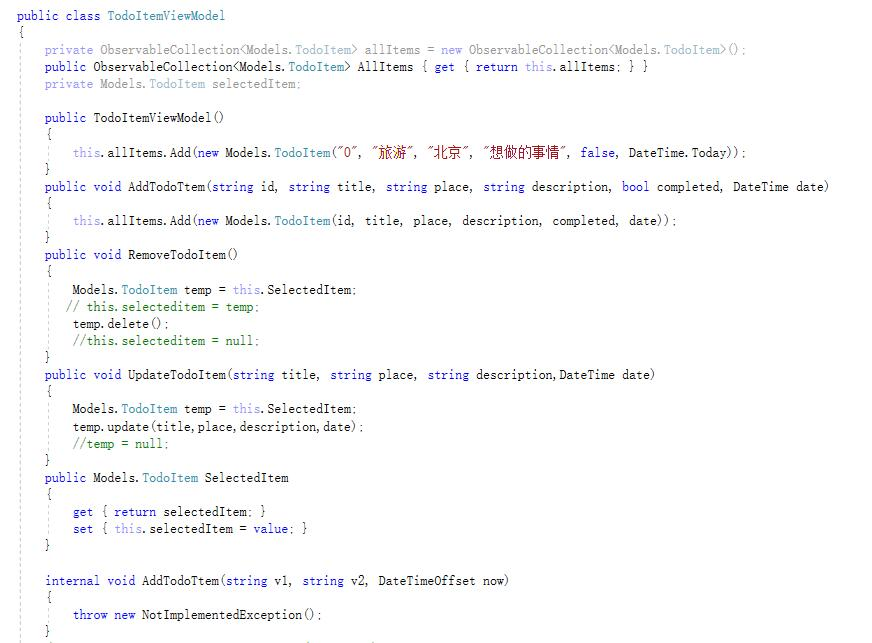 public class TodoItemViewModel
{
    private ObservableCollection<Models.TodoItem> allItems = new ObservableCollection<Models.TodoItem>();
    public ObservableCollection<Models.TodoItem> AllItems { get { return this.allItems; } }
    private Models.TodoItem selectedItem;

    public TodoItemViewModel()
    {
        this.allItems.Add(new Models.TodoItem("0", "旅游", "北京", "想做的事情", false, DateTime.Today));
    }
    public void AddTodoTtem(string id, string title, string place, string description, bool completed, DateTime date)
    {
        this.allItems.Add(new Models.TodoItem(id, title, place, description, completed, date));
    }
    public void RemoveTodoItem()
    {
        Models.TodoItem temp = this.SelectedItem;
       // this.selecteditem = temp;
        temp.delete();
        //this.selecteditem = null;
    }
    public void UpdateTodoItem(string title, string place, string description,DateTime date)
    {
        Models.TodoItem temp = this.SelectedItem;
        temp.update(title,place,description,date);
        //temp = null;
    }
    public Models.TodoItem SelectedItem
    {
        get { return selectedItem; }
        set { this.selectedItem = value; }
    }

    internal void AddTodoTtem(string v1, string v2, DateTimeOffset now)
    {
        throw new NotImplementedException();
    }